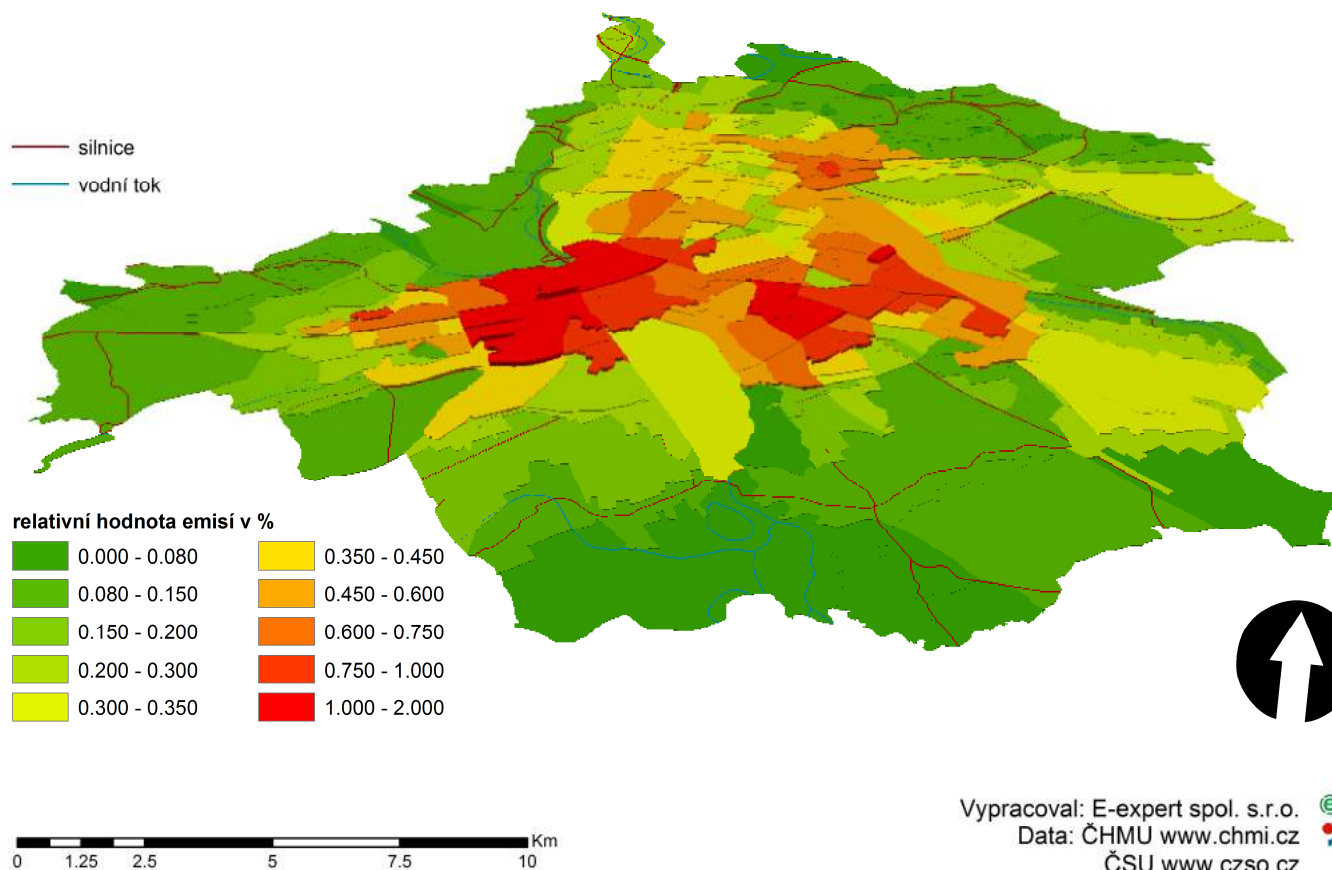 silnice
vodní tok
relativní hodnota emisí v %
0.000 - 0.080
0.080 - 0.150
0.150 - 0.200
0.200 - 0.300
0.300 - 0.350
0.350 - 0.450
0.450 - 0.600
0.600 - 0.750
0.750 - 1.000
1.000 - 2.000
Km
0 1.25 2.5 5 7.5 10
Vypracoval: E-expert spol. s.r.o.
Data: ČHMU www.chmi.cz
ČSU www.czso.cz